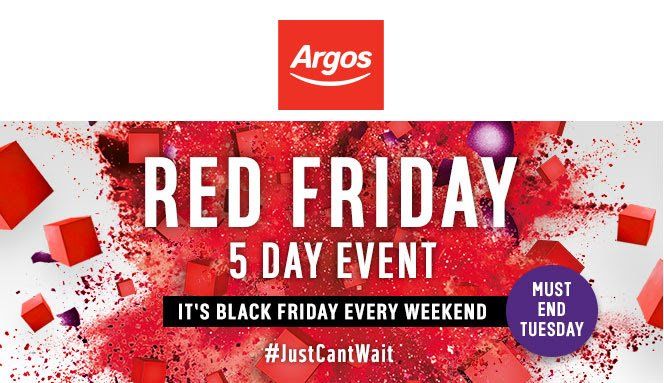 Argos
RED FRIDAY
5 DAY EVENT
IT'S BLACK FRIDAY EVERY WEEKEND
MUST
END
TUESDAY
#JustCantWait